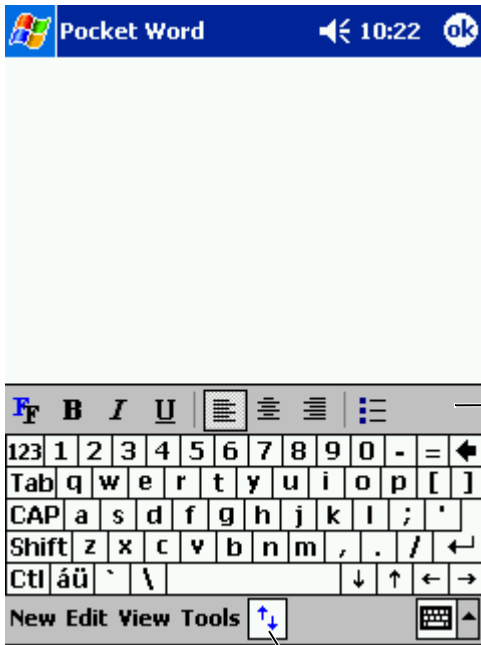 Pocket Word 10:22 ok
FF B I U
123 1 2 3 4 5 6 7 8 9 0 - = 🡄
Tab q w e r t y u i o p [ ]
CAP a s d f g h j k l ; '
Shift z x c v b n m , . / ↵
Ctl áü ` \ ↓ ↑ ← →
New Edit View Tools